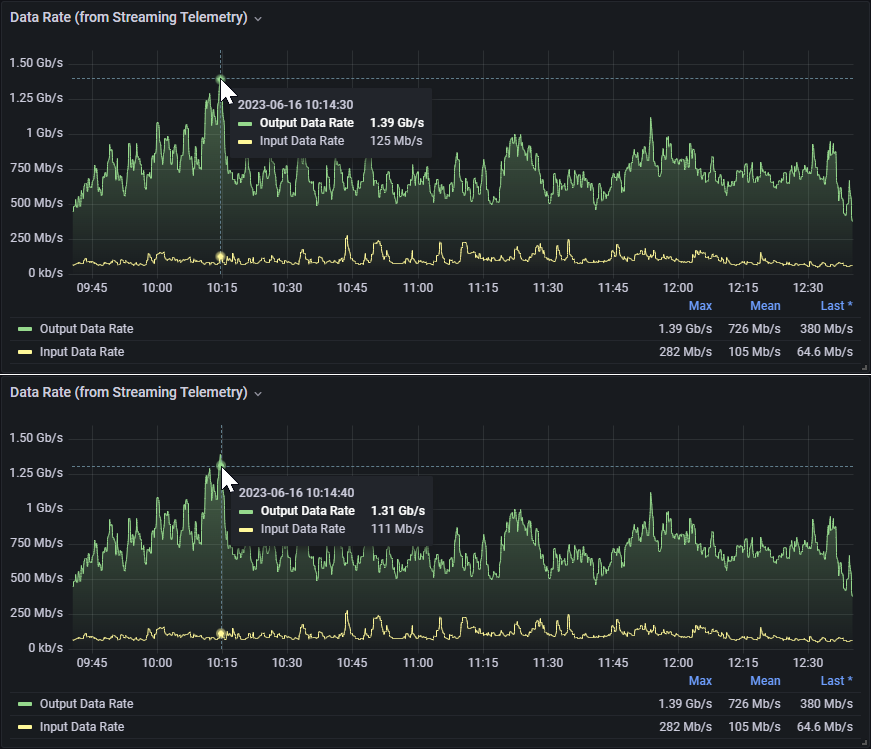 Data Rate (from Streaming Telemetry)
1.50 Gb/s
1.25 Gb/s
1 Gb/s
750 Mb/s
500 Mb/s
250 Mb/s
0 kb/s
2023-06-16 10:14:30
Output Data Rate 1.39 Gb/s
Input Data Rate 125 Mb/s
09:45 10:00 10:15 10:30 10:45 11:00 11:15 11:30 11:45 12:00 12:15 12:30
Max Mean Last *
Output Data Rate 1.39 Gb/s 726 Mb/s 380 Mb/s
Input Data Rate 282 Mb/s 105 Mb/s 64.6 Mb/s
Data Rate (from Streaming Telemetry)
1.50 Gb/s
1.25 Gb/s
1 Gb/s
750 Mb/s
500 Mb/s
250 Mb/s
0 kb/s
2023-06-16 10:14:40
Output Data Rate 1.31 Gb/s
Input Data Rate 111 Mb/s
09:45 10:00 10:15 10:30 10:45 11:00 11:15 11:30 11:45 12:00 12:15 12:30
Max Mean Last *
Output Data Rate 1.39 Gb/s 726 Mb/s 380 Mb/s
Input Data Rate 282 Mb/s 105 Mb/s 64.6 Mb/s